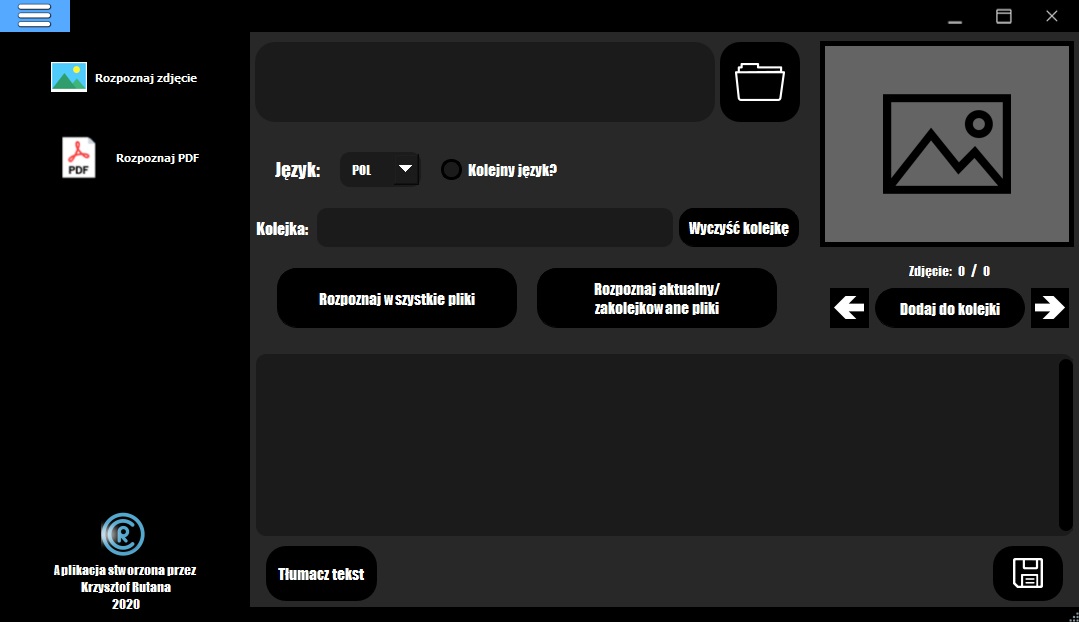 Rozpoznaj zdjęcie
PDF
Rozpoznaj PDF
Język:
POL
Kolejny język?
Kolejka:
Wyczyść kolejkę
Rozpoznaj wszystkie pliki
Rozpoznaj aktualny/
zakolejkowane pliki
Zdjęcie: 0 / 0
Dodaj do kolejki
Tłumacz tekst
R
Aplikacja stworzona przez
Krzysztof Rutana
2020